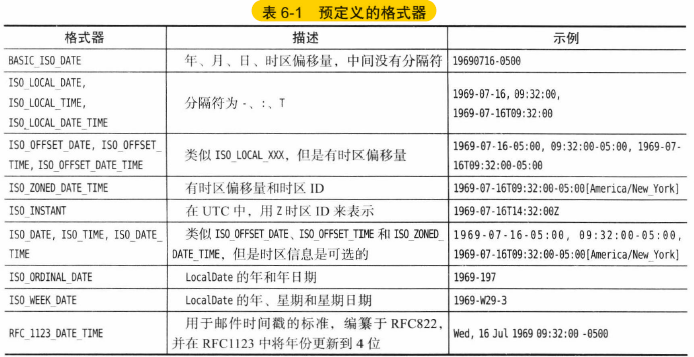 表 6-1 预定义的格式器
格式器 描述 示例
BASIC_ISO_DATE 年、月、日、时区偏移量，中间没有分隔符 19690716-0500
ISO_LOCAL_DATE,
ISO_LOCAL_TIME,
ISO_LOCAL_DATE_TIME
分隔符为 -、:、T
1969-07-16, 09:32:00,
1969-07-16T09:32:00
ISO_OFFSET_DATE, ISO_OFFSET_
TIME, ISO_OFFSET_DATE_TIME
类似 ISO_LOCAL_XXX，但是有时区偏移量
1969-07-16-05:00, 09:32:00-05:00, 1969-07-
16T09:32:00-05:00
ISO_ZONED_DATE_TIME 有时区偏移量和时区 ID 1969-07-16T09:32:00-05:00[America/New_York]
ISO_INSTANT 在 UTC 中，用 Z 时区 ID 来表示 1969-07-16T14:32:00Z
ISO_DATE, ISO_TIME, ISO_DATE_
TIME
类似 ISO_OFFSET_DATE、ISO_OFFSET_TIME 和 ISO_ZONED_
DATE_TIME，但是时区信息是可选的
1969-07-16-05:00, 09:32:00-05:00,
1969-07-16T09:32:00-05:00[America/New_York]
ISO_ORDINAL_DATE LocalDate 的年和年日期 1969-197
ISO_WEEK_DATE LocalDate 的年、星期和星期日期 1969-W29-3
RFC_1123_DATE_TIME
用于邮件时间戳的标准，编纂于 RFC822，
并在 RFC1123 中将年份更新到 4 位
Wed, 16 Jul 1969 09:32:00 -0500